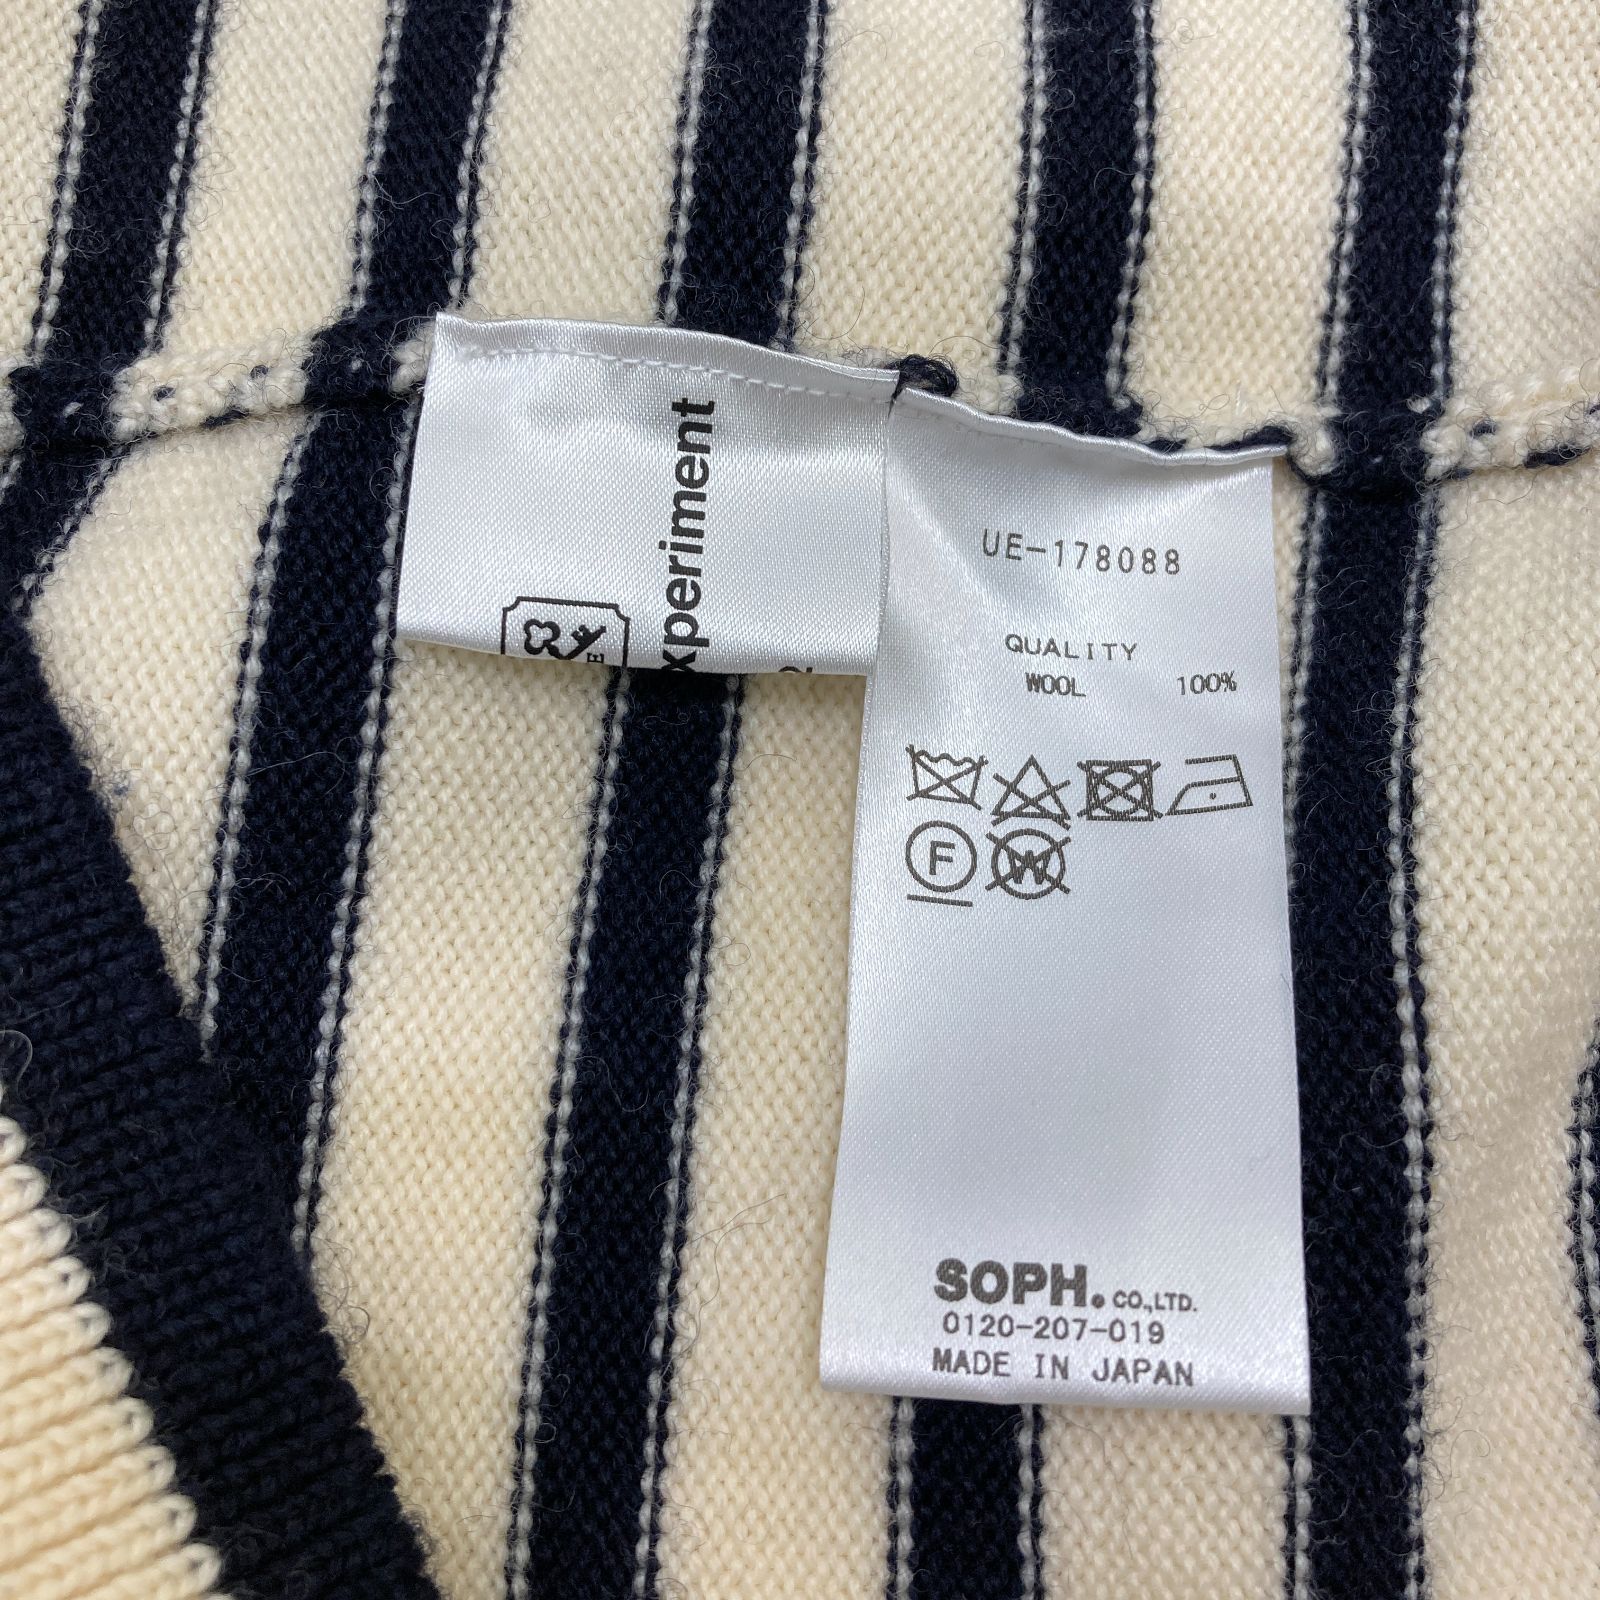 xperiment
UE-178088
QUALITY
WOOL 100%
F
W
SOPH. CO.,LTD.
0120-207-019
MADE IN JAPAN